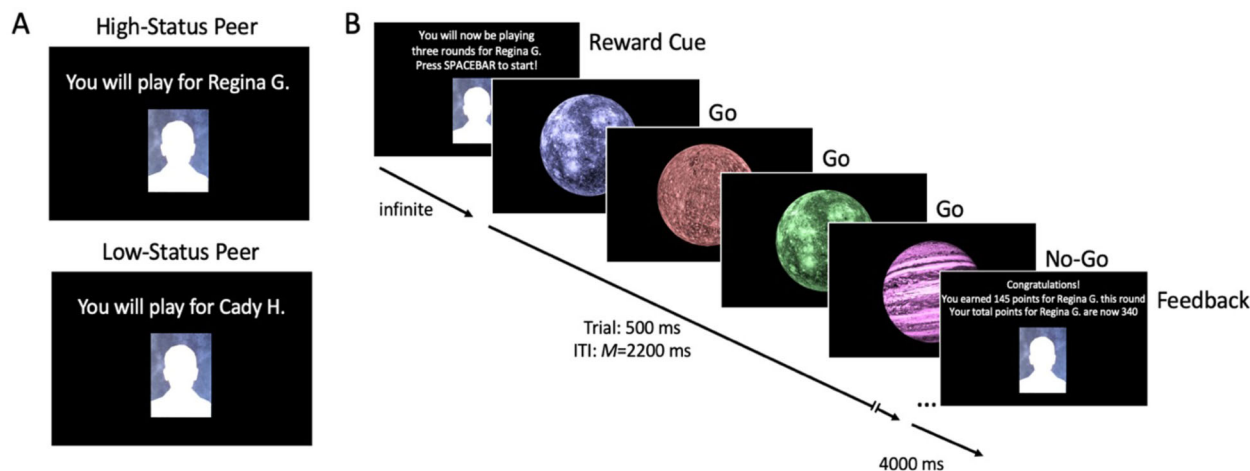 A
High-Status Peer
You will play for Regina G.
Low-Status Peer
You will play for Cady H.
B
You will now be playing
three rounds for Regina G.
Press SPACEBAR to start!
Reward Cue
Go
Go
Go
No-Go
Congratulations!
You earned 145 points for Regina G. this round
Your total points for Regina G. are now 340
Feedback
infinite
Trial: 500 ms
ITI: M=2200 ms
...
4000 ms